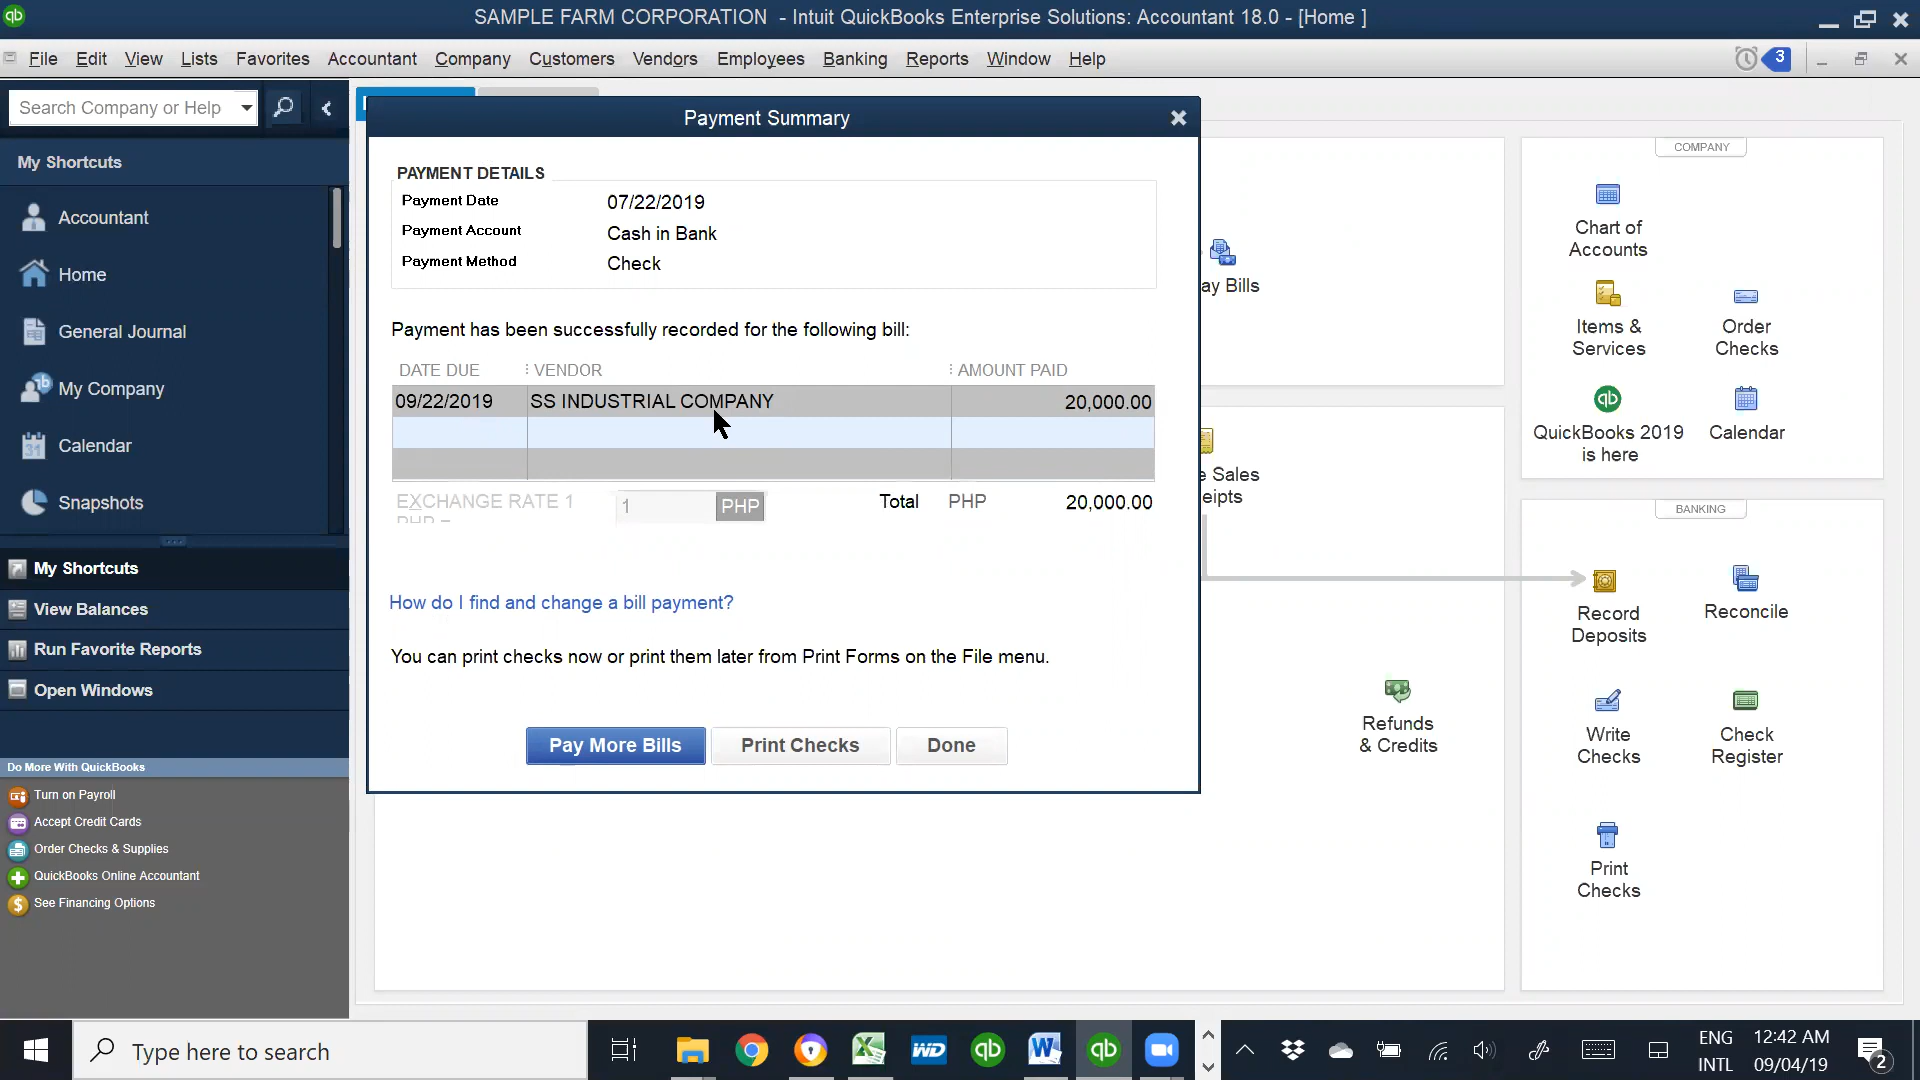 SAMPLE FARM CORPORATION - Intuit QuickBooks Enterprise Solutions: Accountant 18.0 - [Home ]
File Edit View Lists Favorites Accountant Company Customers Vendors Employees Banking Reports Window Help
3
Search Company or Help
My Shortcuts
Accountant
Home
General Journal
My Company
Calendar
Snapshots
My Shortcuts
View Balances
Run Favorite Reports
Open Windows
Do More With QuickBooks
Turn on Payroll
Accept Credit Cards
Order Checks & Supplies
QuickBooks Online Accountant
See Financing Options
Payment Summary
PAYMENT DETAILS
Payment Date 07/22/2019
Payment Account Cash in Bank
Payment Method Check
Payment has been successfully recorded for the following bill:
DATE DUE VENDOR AMOUNT PAID
09/22/2019 SS INDUSTRIAL COMPANY 20,000.00
EXCHANGE RATE 1 1 PHP Total PHP 20,000.00
PHP =
How do I find and change a bill payment?
You can print checks now or print them later from Print Forms on the File menu.
Pay More Bills Print Checks Done
ay Bills
e Sales
eipts
Refunds
& Credits
COMPANY
Chart of
Accounts
Items &
Services
Order
Checks
QuickBooks 2019
is here
Calendar
BANKING
Record
Deposits
Reconcile
Write
Checks
Check
Register
Print
Checks
Type here to search
ENG
INTL
12:42 AM
09/04/19
2